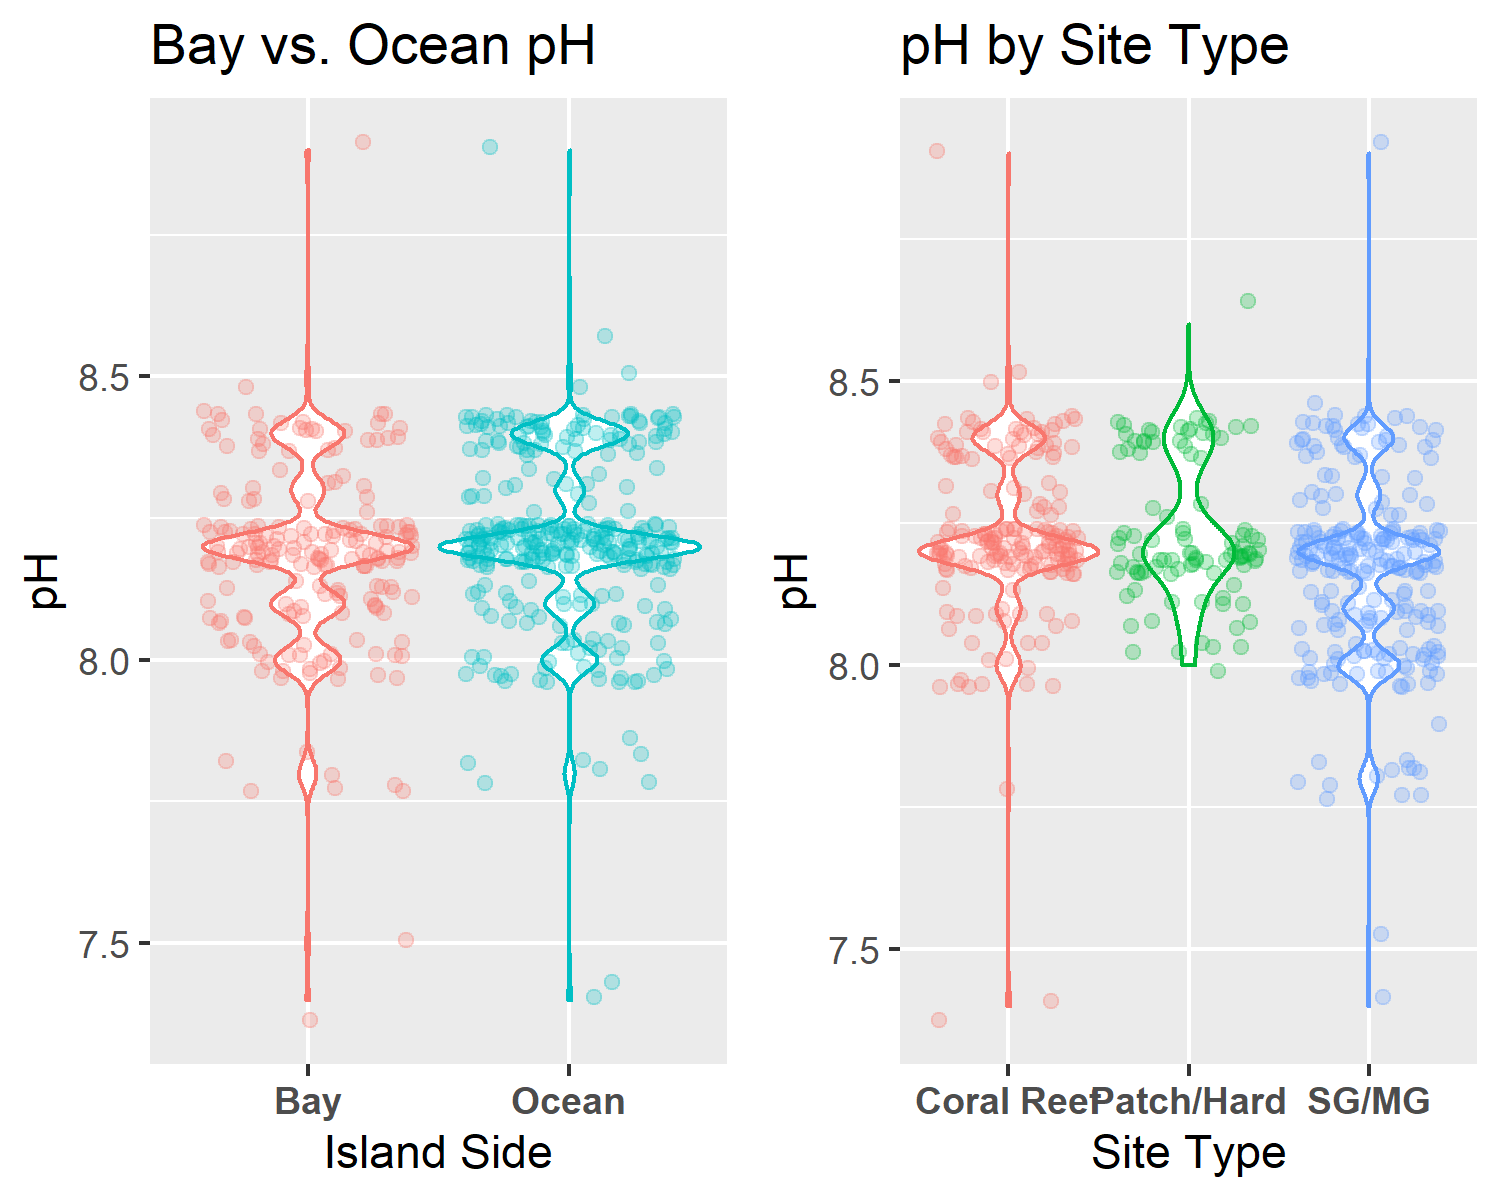 Bay vs. Ocean pH
pH
8.5
8.0
7.5
Bay Ocean
Island Side
pH by Site Type
pH
8.5
8.0
7.5
Coral Reef Patch/Hard SG/MG
Site Type